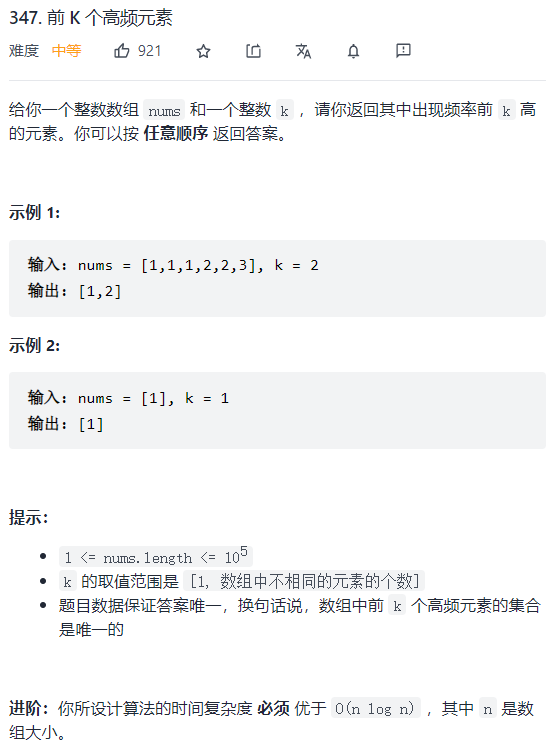 347. 前 K 个高频元素
难度 中等 921
给你一个整数数组 nums 和一个整数 k ，请你返回其中出现频率前 k 高
的元素。你可以按 任意顺序 返回答案。
示例 1:
输入: nums = [1,1,1,2,2,3], k = 2
输出: [1,2]
示例 2:
输入: nums = [1], k = 1
输出: [1]
提示：
• 1 <= nums.length <= 10⁵
• k 的取值范围是 [1, 数组中不相同的元素的个数]
• 题目数据保证答案唯一，换句话说，数组中前 k 个高频元素的集合
是唯一的
进阶：你所设计算法的时间复杂度 必须 优于 O(n log n) ，其中 n 是数
组大小。